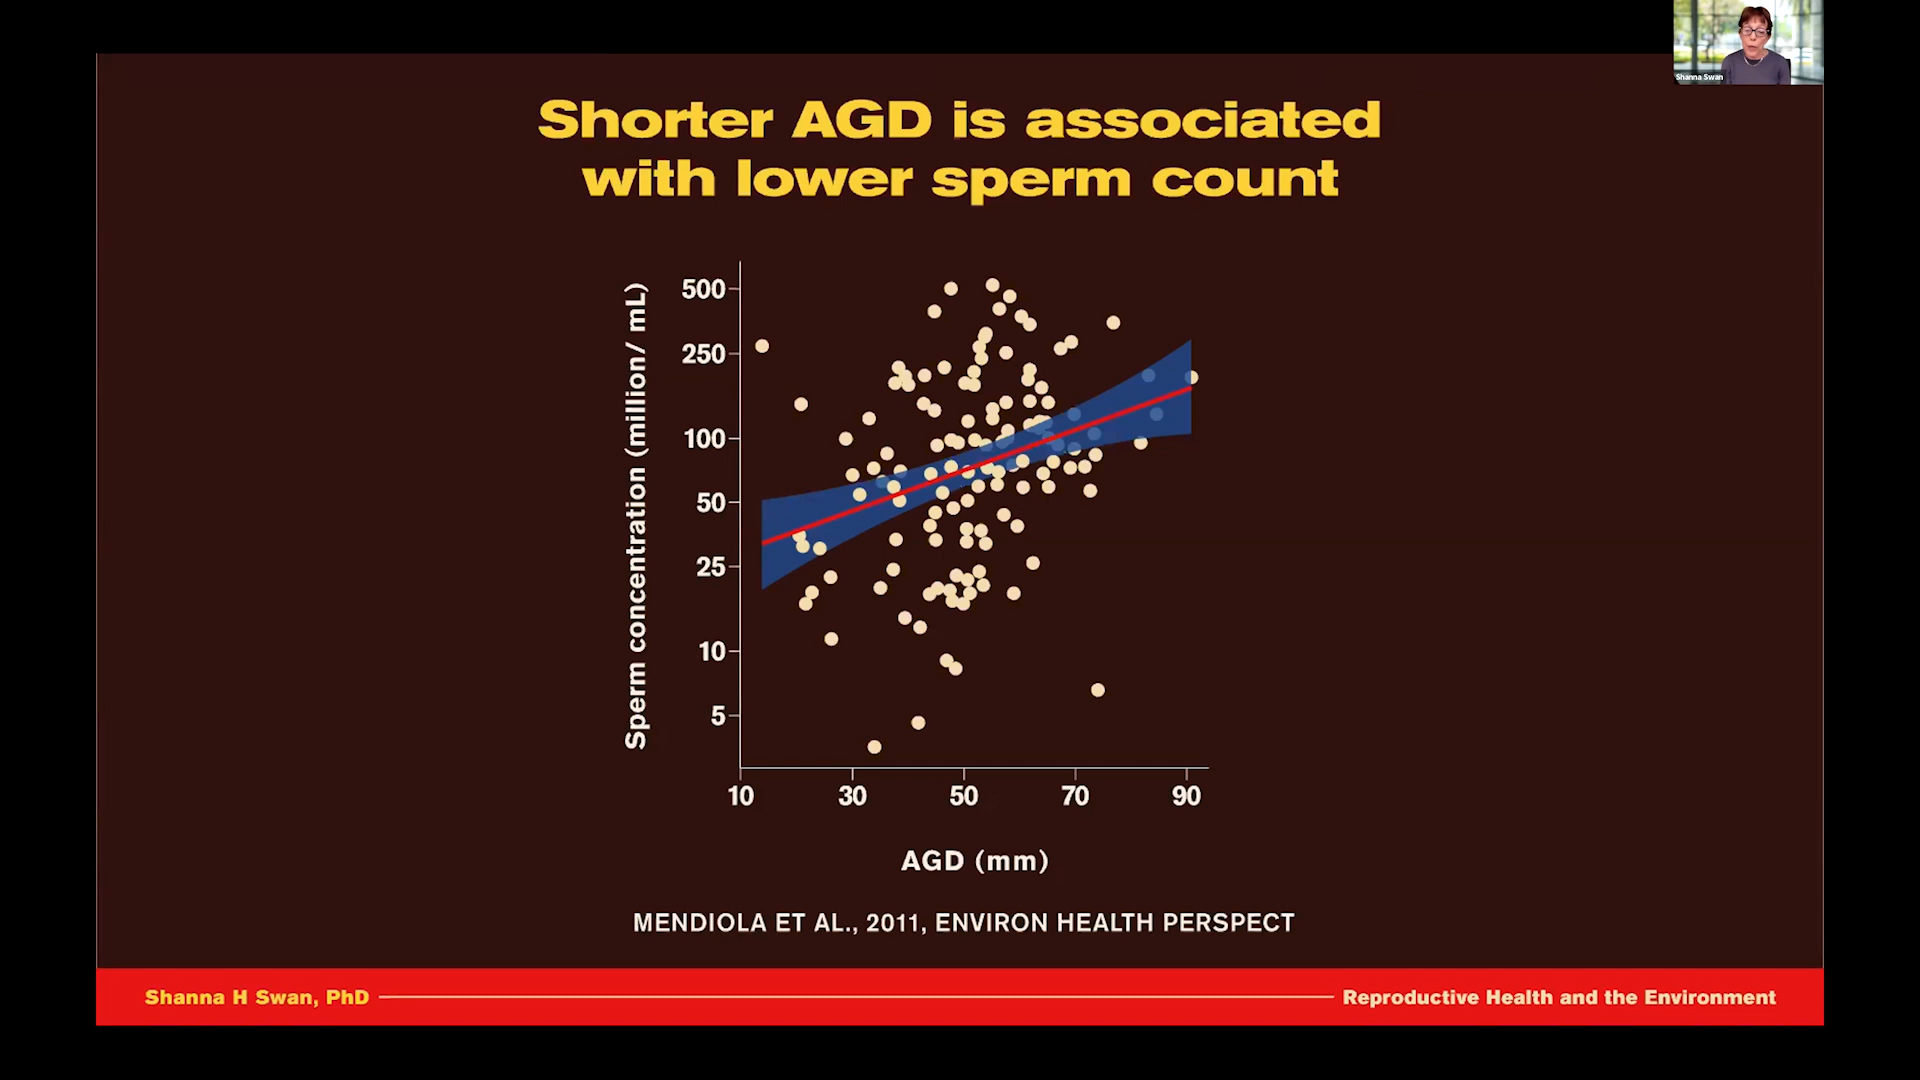 Shanna Swan
Shorter AGD is associated
with lower sperm count
Sperm concentration (million/ mL)
500
250
100
50
25
10
5
10 30 50 70 90
AGD (mm)
MENDIOLA ET AL., 2011, ENVIRON HEALTH PERSPECT
Shanna H Swan, PhD
Reproductive Health and the Environment